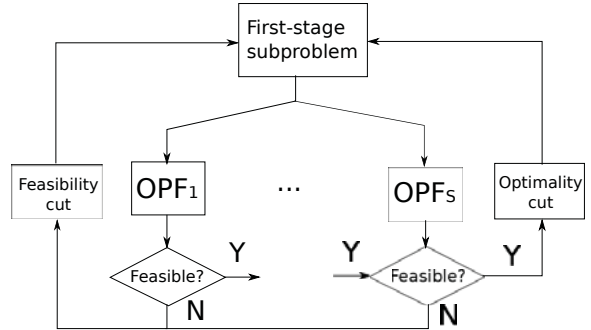 First-stage
subproblem
Feasibility
cut
OPF1
...
OPFS
Optimality
cut
Feasible?
Y
Y
Feasible?
Y
N
N